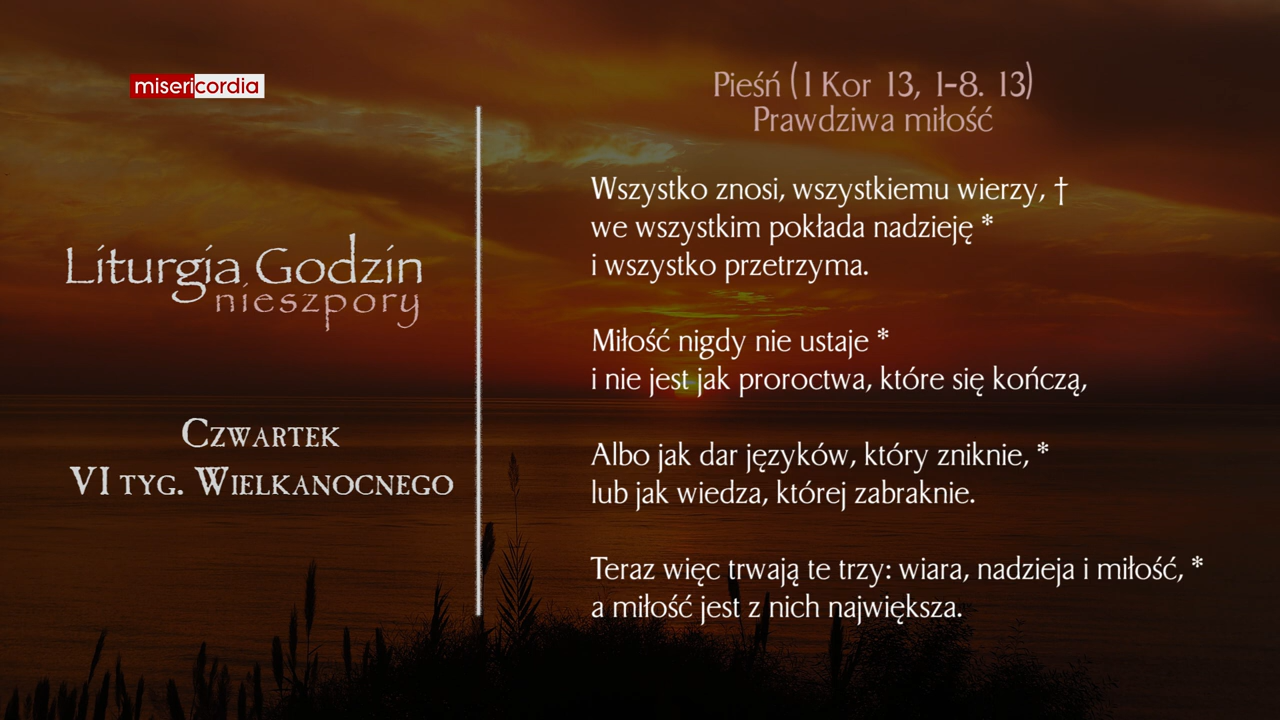 misericordia
Liturgia Godzin
nieszpory
Czwartek
VI tyg. Wielkanocnego
Pieśń (1 Kor 13, 1-8. 13)
Prawdziwa miłość
Wszystko znosi, wszystkiemu wierzy, †
we wszystkim pokłada nadzieję *
i wszystko przetrzyma.
Miłość nigdy nie ustaje *
i nie jest jak proroctwa, które się kończą,
Albo jak dar języków, który zniknie, *
lub jak wiedza, której zabraknie.
Teraz więc trwają te trzy: wiara, nadzieja i miłość, *
a miłość jest z nich największa.